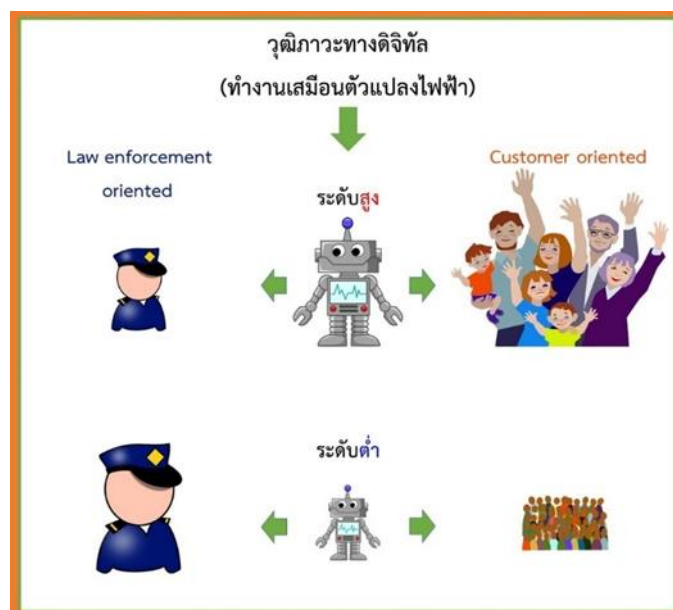 วุฒิภาวะทางดิจิทัล
(ทำงานเสมือนตัวแปลงไฟฟ้า)
Law enforcement
oriented
Customer oriented
ระดับสูง
ระดับต่ำ